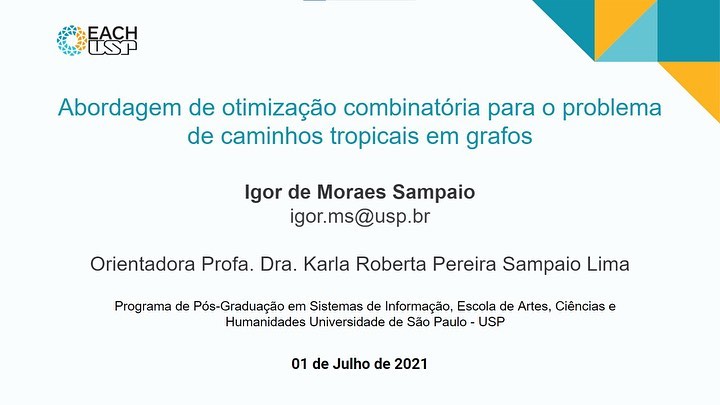 EACH
USP
Abordagem de otimização combinatória para o problema
de caminhos tropicais em grafos
Igor de Moraes Sampaio
igor.ms@usp.br
Orientadora Profa. Dra. Karla Roberta Pereira Sampaio Lima
Programa de Pós-Graduação em Sistemas de Informação, Escola de Artes, Ciências e
Humanidades Universidade de São Paulo - USP
01 de Julho de 2021